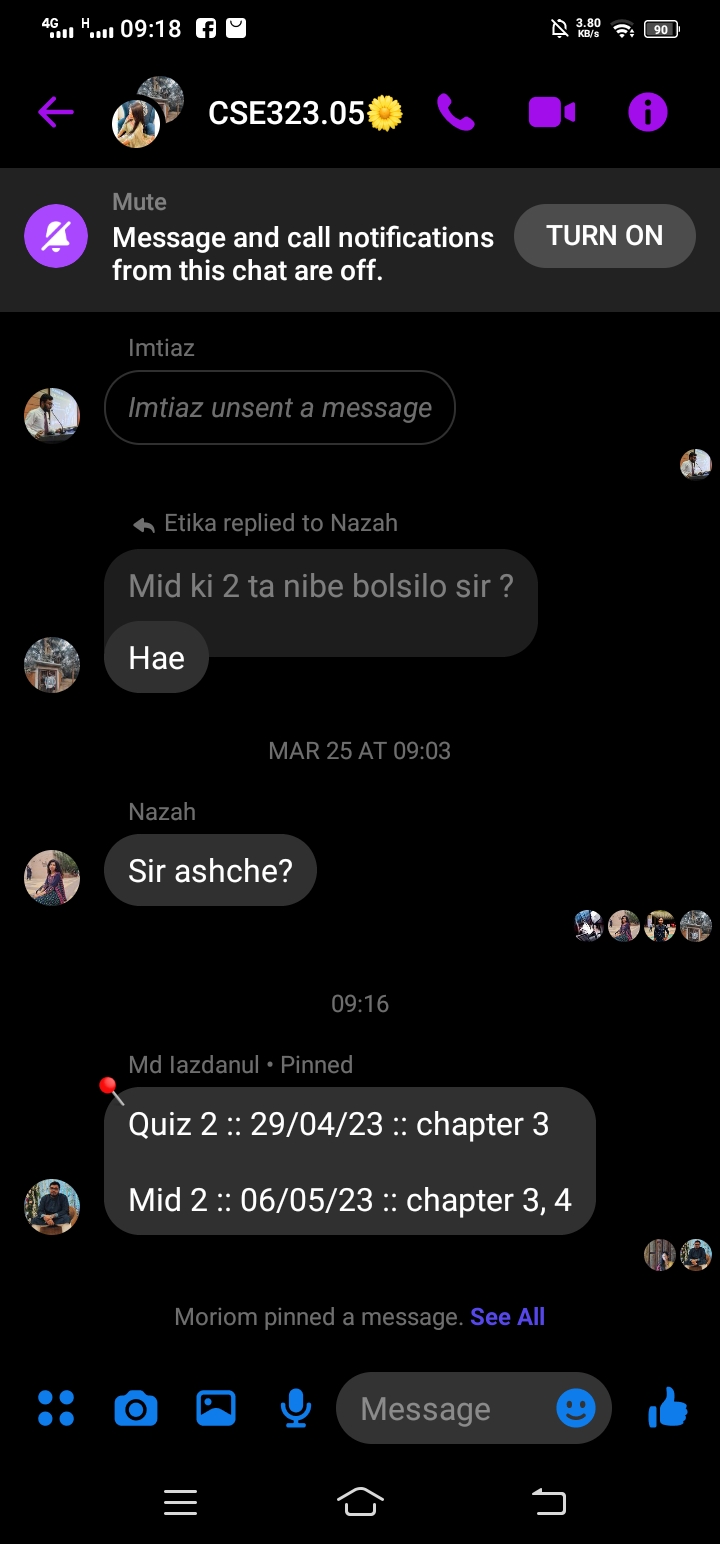 4G H 09:18 3.80 KB/s 90
CSE323.05🌼
Mute
Message and call notifications
from this chat are off.
TURN ON
Imtiaz
Imtiaz unsent a message
Etika replied to Nazah
Mid ki 2 ta nibe bolsilo sir ?
Hae
MAR 25 AT 09:03
Nazah
Sir ashche?
09:16
Md Iazdanul • Pinned
Quiz 2 :: 29/04/23 :: chapter 3
Mid 2 :: 06/05/23 :: chapter 3, 4
Moriom pinned a message. See All
Message